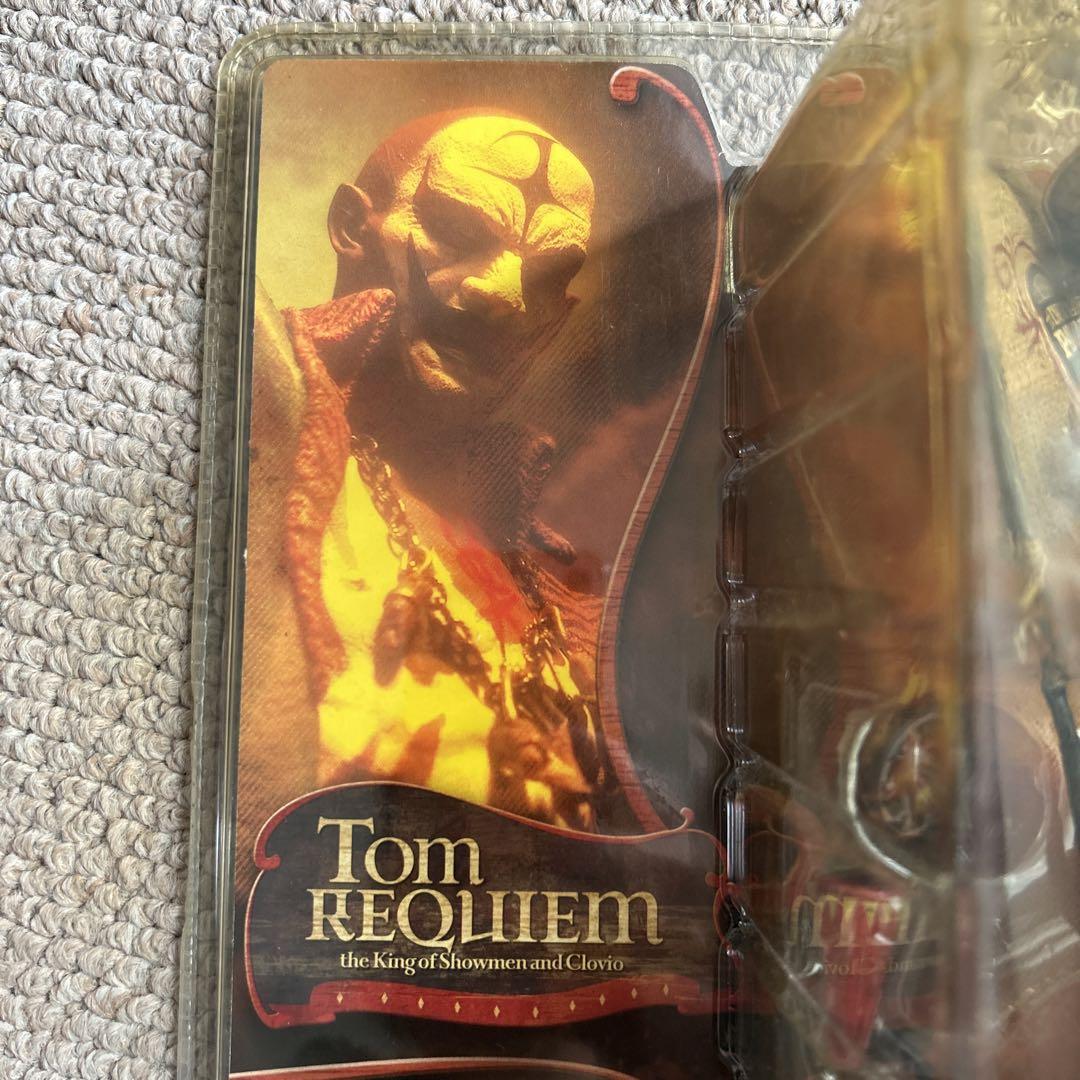 Tom
REQUIEM
the King of Showmen and Clovio